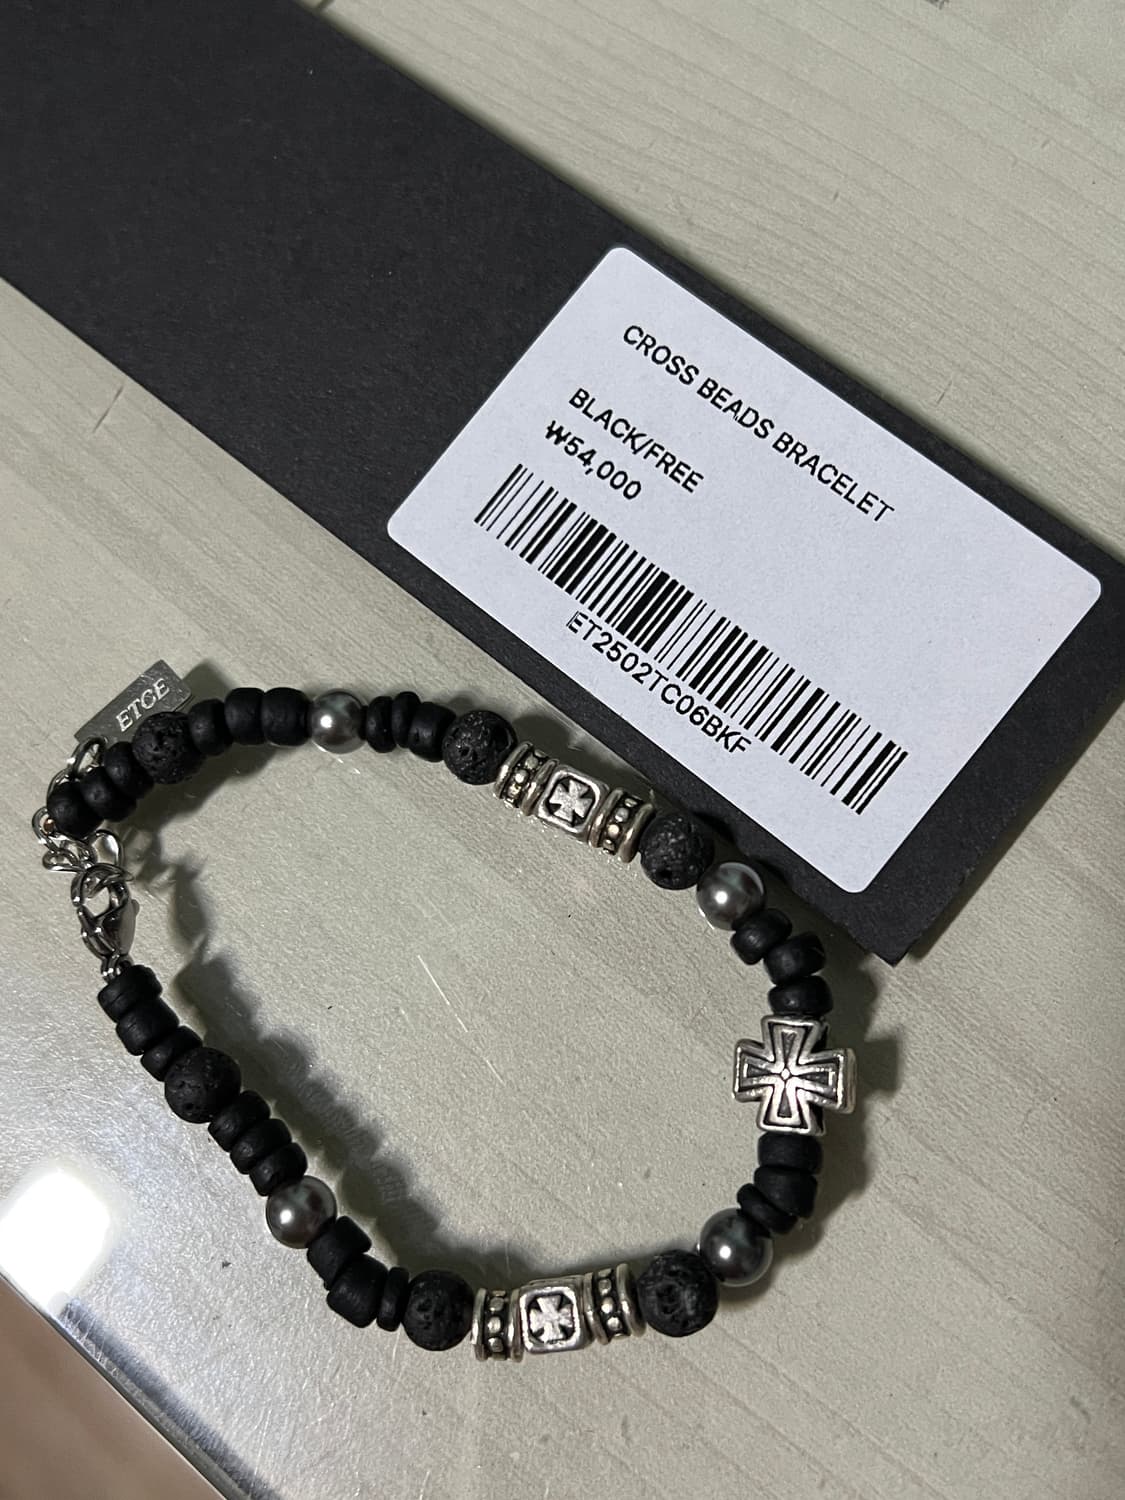 CROSS BEADS BRACELET
BLACK/FREE
₩54,000
ET2502TC06BKF
ETCE